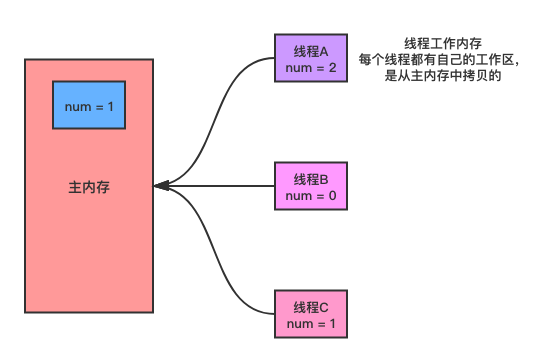 线程A
num = 2
线程工作内存
每个线程都有自己的工作区，
是从主内存中拷贝的
num = 1
主内存
线程B
num = 0
线程C
num = 1